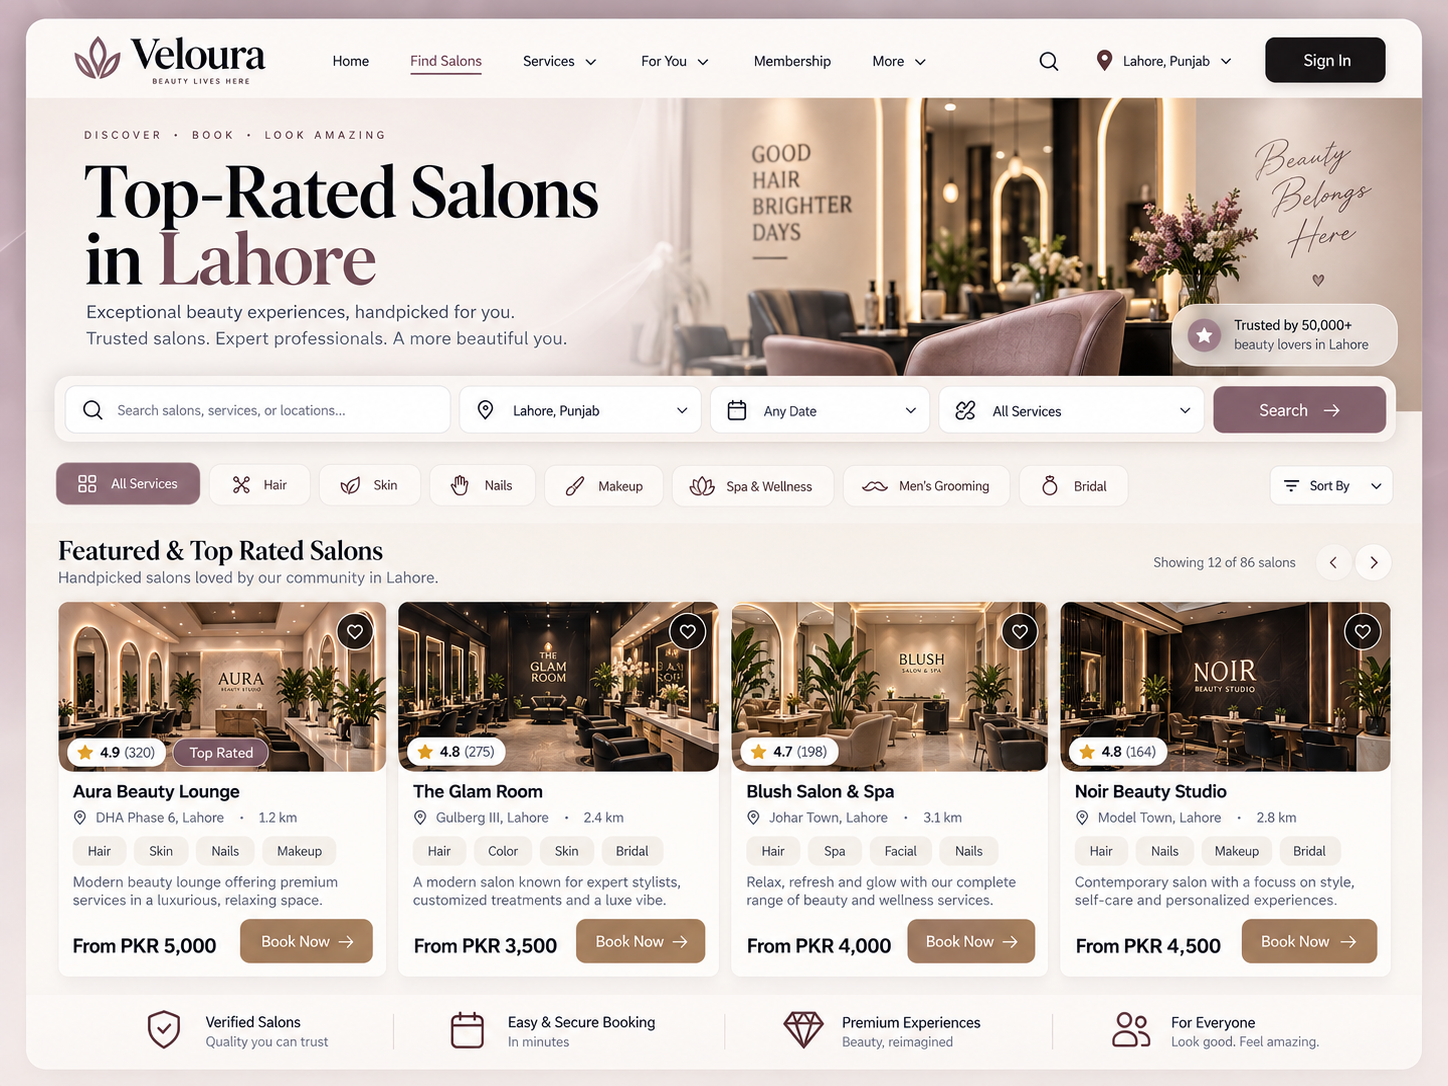 Veloura
BEAUTY LIVES HERE
Home
Find Salons
Services
For You
Membership
More
Lahore, Punjab
Sign In
DISCOVER • BOOK • LOOK AMAZING
Top-Rated Salons
in Lahore
Exceptional beauty experiences, handpicked for you.
Trusted salons. Expert professionals. A more beautiful you.
GOOD
HAIR
BRIGHTER
DAYS
Beauty
Belongs
Here
Trusted by 50,000+
beauty lovers in Lahore
Search salons, services, or locations...
Lahore, Punjab
Any Date
All Services
Search
All Services
Hair
Skin
Nails
Makeup
Spa & Wellness
Men's Grooming
Bridal
Sort By
Featured & Top Rated Salons
Handpicked salons loved by our community in Lahore.
Showing 12 of 86 salons
AURA
BEAUTY STUDIO
4.9 (320)
Top Rated
Aura Beauty Lounge
DHA Phase 6, Lahore • 1.2 km
Hair
Skin
Nails
Makeup
Modern beauty lounge offering premium
services in a luxurious, relaxing space.
From PKR 5,000
Book Now
THE
GLAM
ROOM
4.8 (275)
The Glam Room
Gulberg III, Lahore • 2.4 km
Hair
Color
Skin
Bridal
A modern salon known for expert stylists,
customized treatments and a luxe vibe.
From PKR 3,500
Book Now
BLUSH
SALON & SPA
4.7 (198)
Blush Salon & Spa
Johar Town, Lahore • 3.1 km
Hair
Spa
Facial
Nails
Relax, refresh and glow with our complete
range of beauty and wellness services.
From PKR 4,000
Book Now
NOIR
BEAUTY STUDIO
4.8 (164)
Noir Beauty Studio
Model Town, Lahore • 2.8 km
Hair
Nails
Makeup
Bridal
Contemporary salon with a focuss on style,
self-care and personalized experiences.
From PKR 4,500
Book Now
Verified Salons
Quality you can trust
Easy & Secure Booking
In minutes
Premium Experiences
Beauty, reimagined
For Everyone
Look good. Feel amazing.